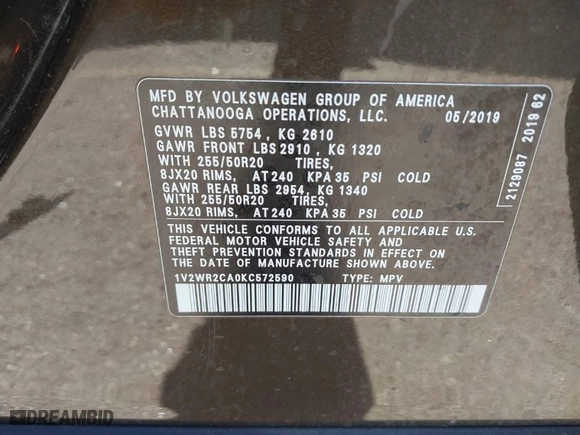 MFD BY VOLKSWAGEN GROUP OF AMERICA
CHATTANOOGA OPERATIONS, LLC. 05/2019
GVWR LBS 5754 , KG 2610
GAWR FRONT LBS 2910 , KG 1320
WITH 255/50R20 TIRES,
8JX20 RIMS, AT 240 KPA 35 PSI COLD
GAWR REAR LBS 2954, KG 1340
WITH 255/50R20 TIRES,
8JX20 RIMS, AT 240 KPA 35 PSI COLD
THIS VEHICLE CONFORMS TO ALL APPLICABLE U.S.
FEDERAL MOTOR VEHICLE SAFETY AND
THEFT PREVENTION STANDARDS IN EFFECT ON
THE DATE OF MANUFACTURE SHOWN ABOVE.
1V2WR2CA0KC572590 TYPE: MPV
2129087 2019 62
DREAMBID